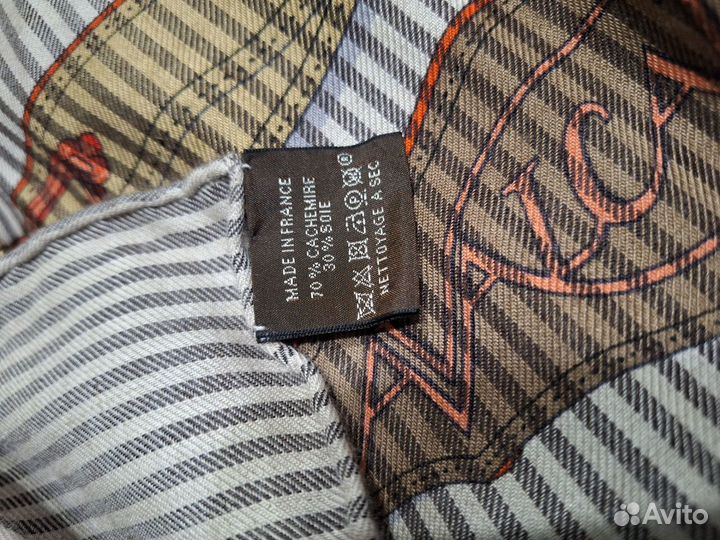 MADE IN FRANCE
70 % CACHEMIRE
30 % SOIE
NETTOYAGE A SEC
Avito